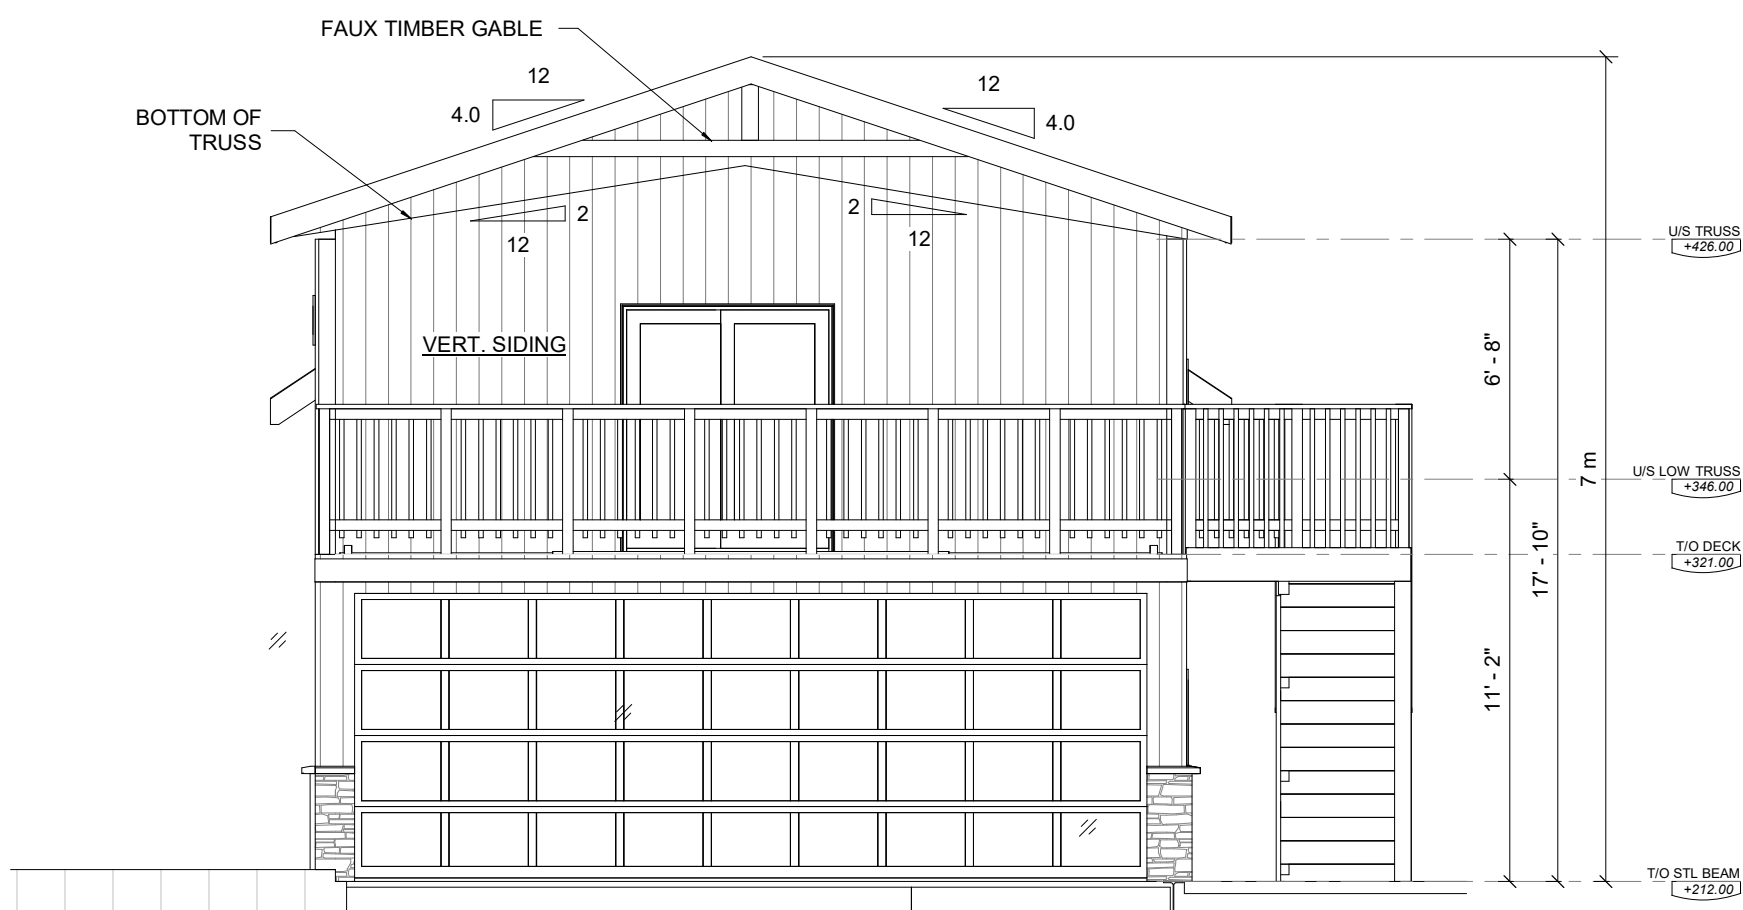 FAUX TIMBER GABLE
12
4.0
12
4.0
BOTTOM OF
TRUSS
2
12
2
12
U/S TRUSS
+426.00
VERT. SIDING
6' - 8"
7 m
U/S LOW TRUSS
+346.00
17' - 10"
T/O DECK
+321.00
11' - 2"
T/O STL BEAM
+212.00